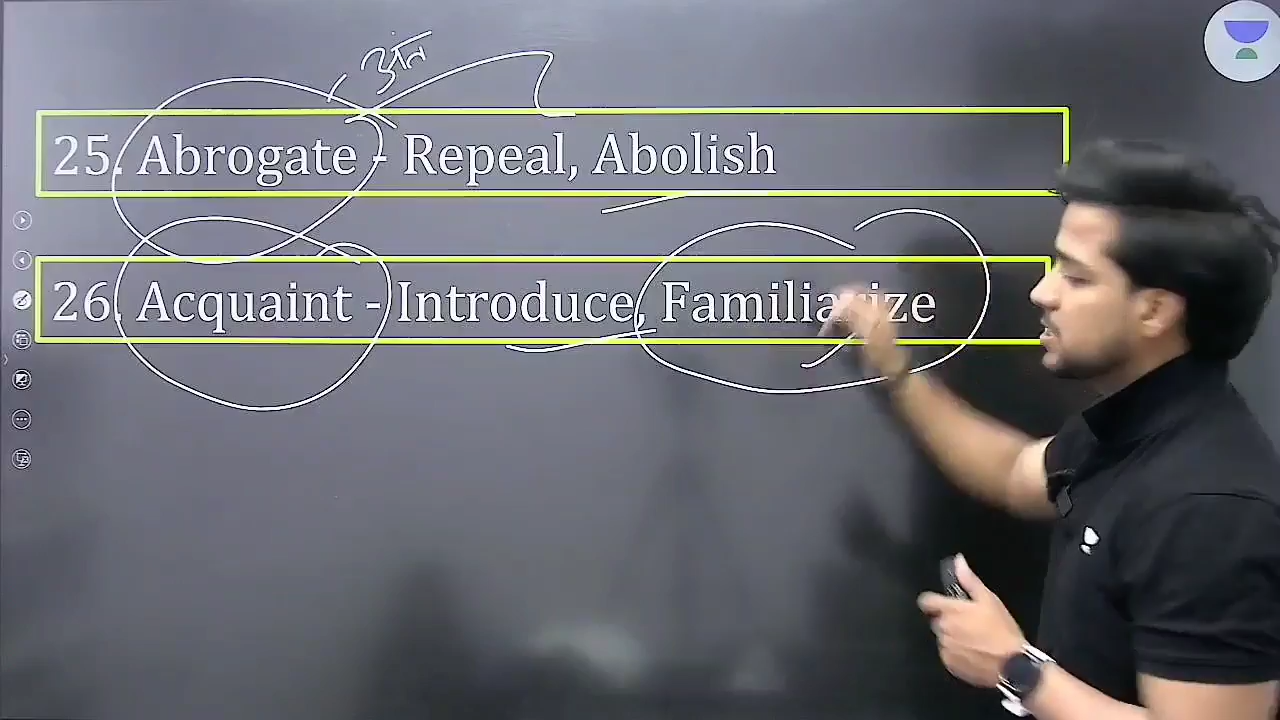 अंत
25. Abrogate - Repeal, Abolish
26. Acquaint - Introduce, Familiarize